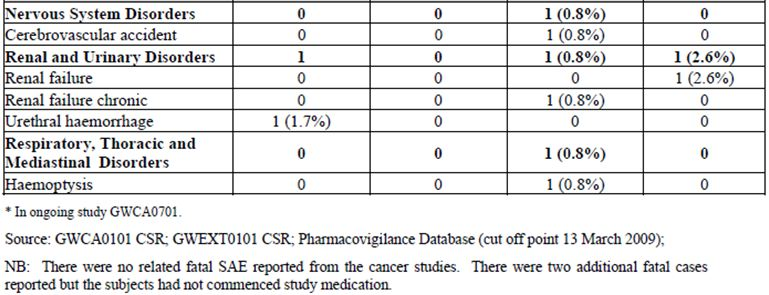 Nervous System Disorders 0 0 1 (0.8%) 0
Cerebrovascular accident 0 0 1 (0.8%) 0
Renal and Urinary Disorders 1 0 1 (0.8%) 1 (2.6%)
Renal failure 0 0 0 1 (2.6%)
Renal failure chronic 0 0 1 (0.8%) 0
Urethral haemorrhage 1 (1.7%) 0 0 0
Respiratory, Thoracic and
Mediastinal Disorders 0 0 1 (0.8%) 0
Haemoptysis 0 0 1 (0.8%) 0
* In ongoing study GWCA0701.
Source: GWCA0101 CSR; GWEXT0101 CSR; Pharmacovigilance Database (cut off point 13 March 2009);
NB: There were no related fatal SAE reported from the cancer studies. There were two additional fatal cases
reported but the subjects had not commenced study medication.